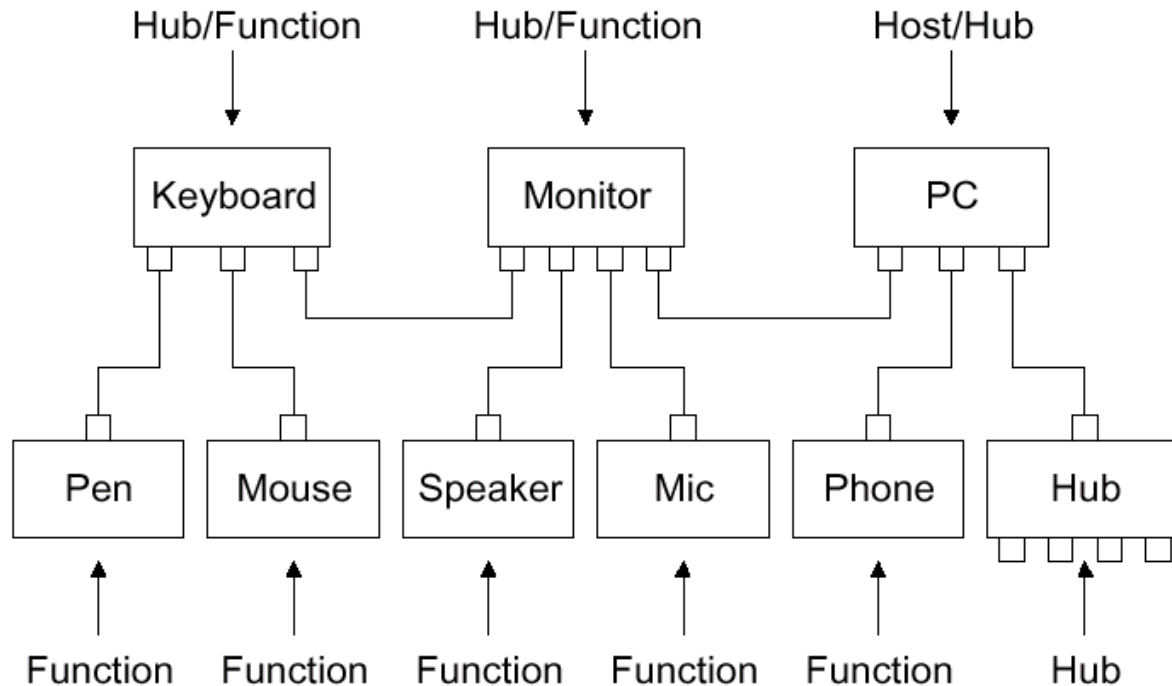 Hub/Function
Hub/Function
Host/Hub
Keyboard
Monitor
PC
Pen
Mouse
Speaker
Mic
Phone
Hub
Function
Function
Function
Function
Function
Hub